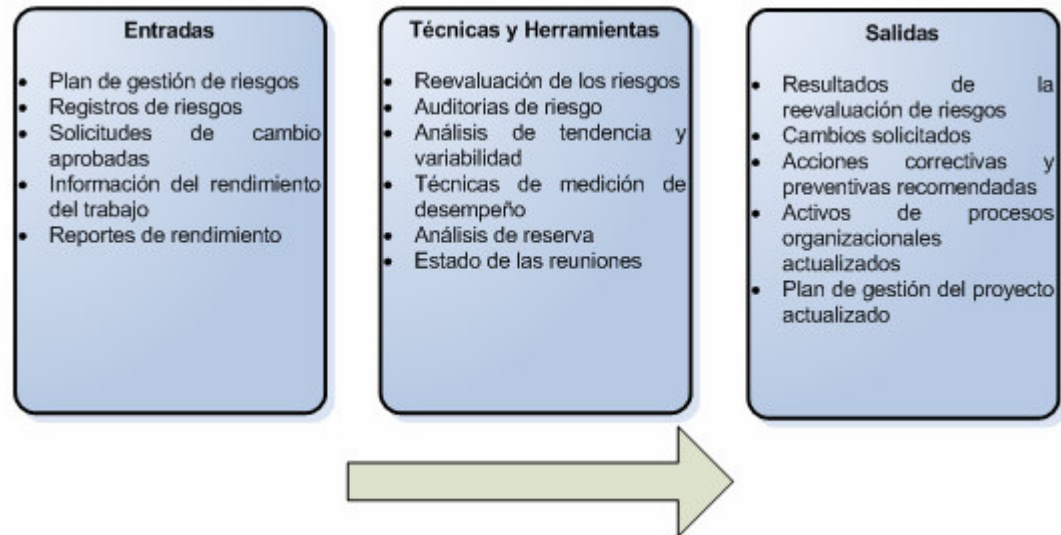 Entradas
• Plan de gestión de riesgos
• Registros de riesgos
• Solicitudes de cambio
aprobadas
• Información del rendimiento
del trabajo
• Reportes de rendimiento
Técnicas y Herramientas
• Reevaluación de los riesgos
• Auditorias de riesgo
• Análisis de tendencia y
variabilidad
• Técnicas de medición de
desempeño
• Análisis de reserva
• Estado de las reuniones
Salidas
• Resultados de la
reevaluación de riesgos
• Cambios solicitados
• Acciones correctivas y
preventivas recomendadas
• Activos de procesos
organizacionales
actualizados
• Plan de gestión del proyecto
actualizado